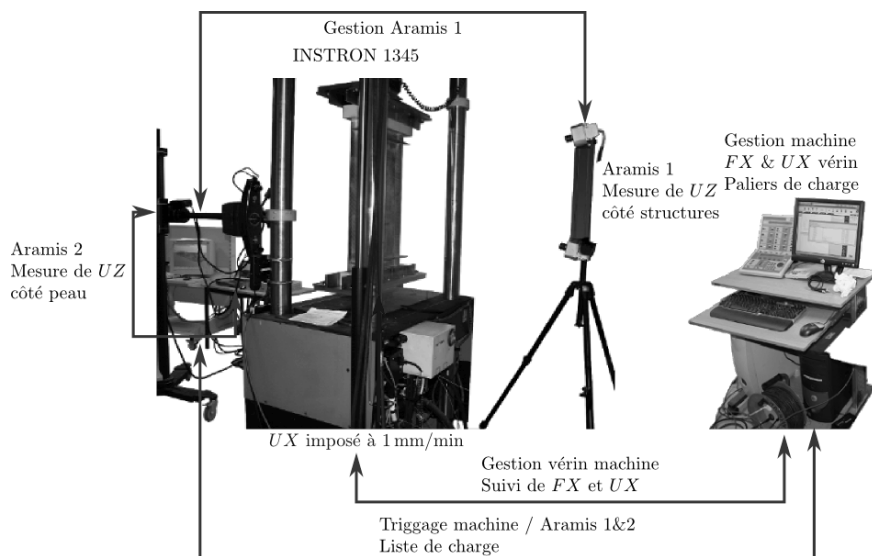 Gestion Aramis 1
INSTRON 1345
Gestion machine
FX & UX vérin
Paliers de charge
Aramis 1
Mesure de UZ
côté structures
Aramis 2
Mesure de UZ
côté peau
UX imposé à 1 mm/min
Gestion vérin machine
Suivi de FX et UX
Triggage machine / Aramis 1&2
Liste de charge